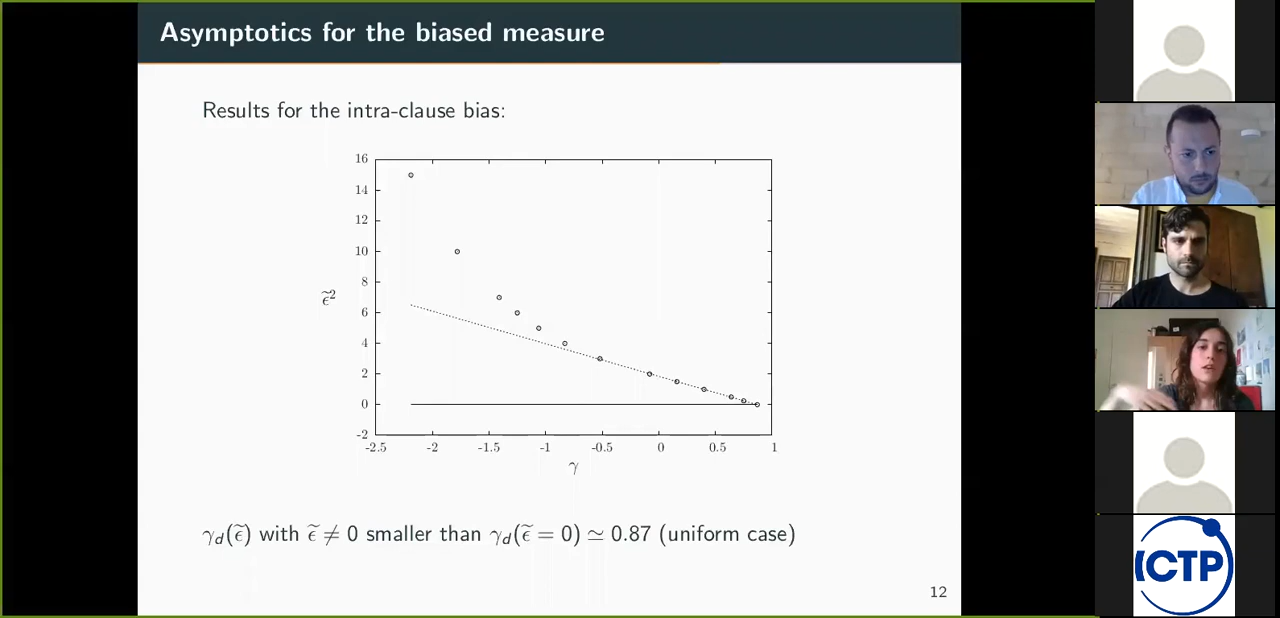 Asymptotics for the biased measure
Results for the intra-clause bias:
16
14
12
10
8
6
4
2
0
-2
ϵ̃²
-2.5 -2 -1.5 -1 -0.5 0 0.5 1
γ
γ_d(ϵ̃) with ϵ̃ ≠ 0 smaller than γ_d(ϵ̃ = 0) ≃ 0.87 (uniform case)
12
ICTP